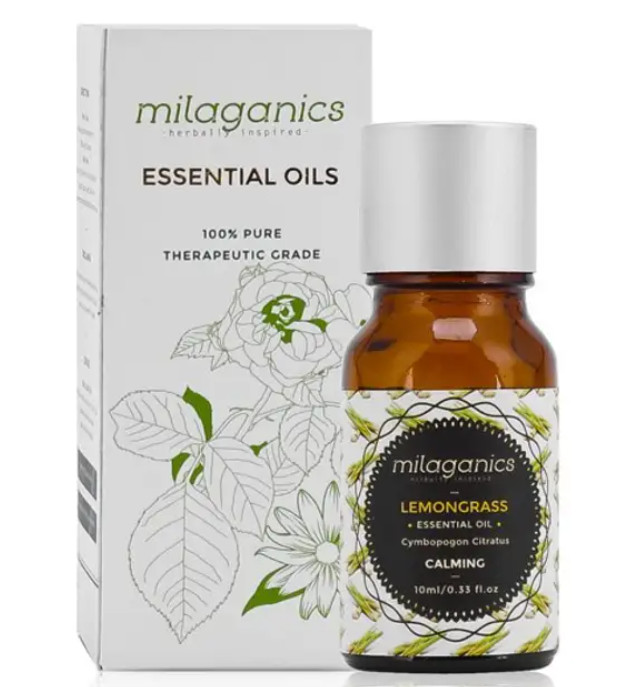 milaganics
-herbally inspired-
ESSENTIAL OILS
100% PURE
THERAPEUTIC GRADE
milaganics
herbally inspired
LEMONGRASS
• ESSENTIAL OIL •
Cymbopogon Citratus
CALMING
10ml/0.33 fl.oz